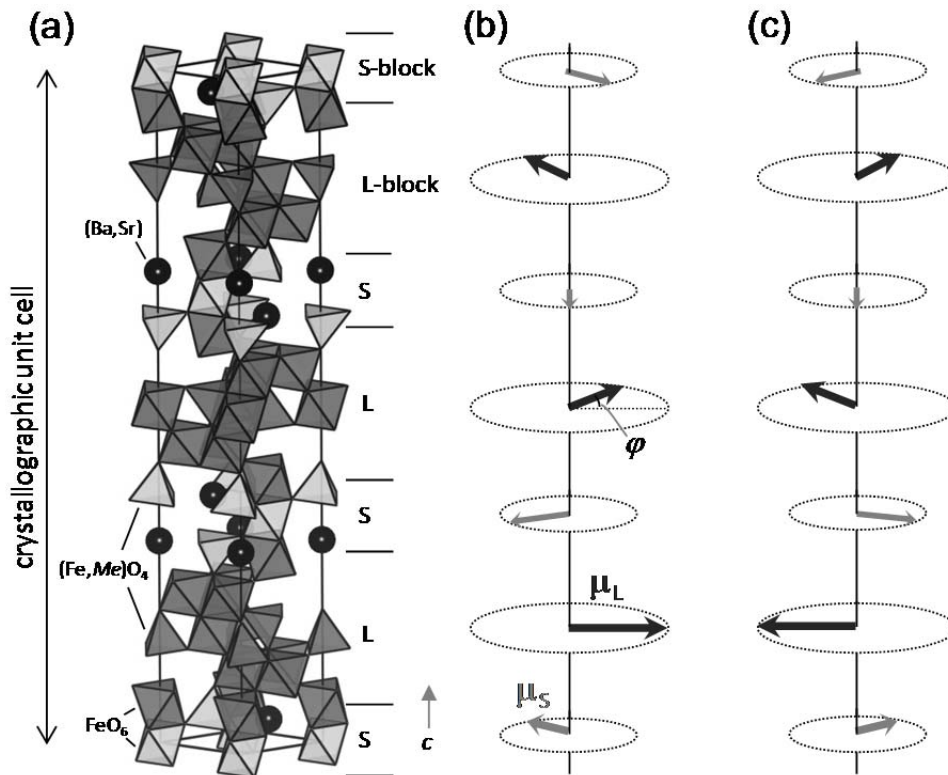 (a)
(b)
(c)
S-block
L-block
(Ba,Sr)
S
crystallographic unit cell
L
φ
S
(Fe,Me)O₄
μL
L
μS
FeO₆
c
S